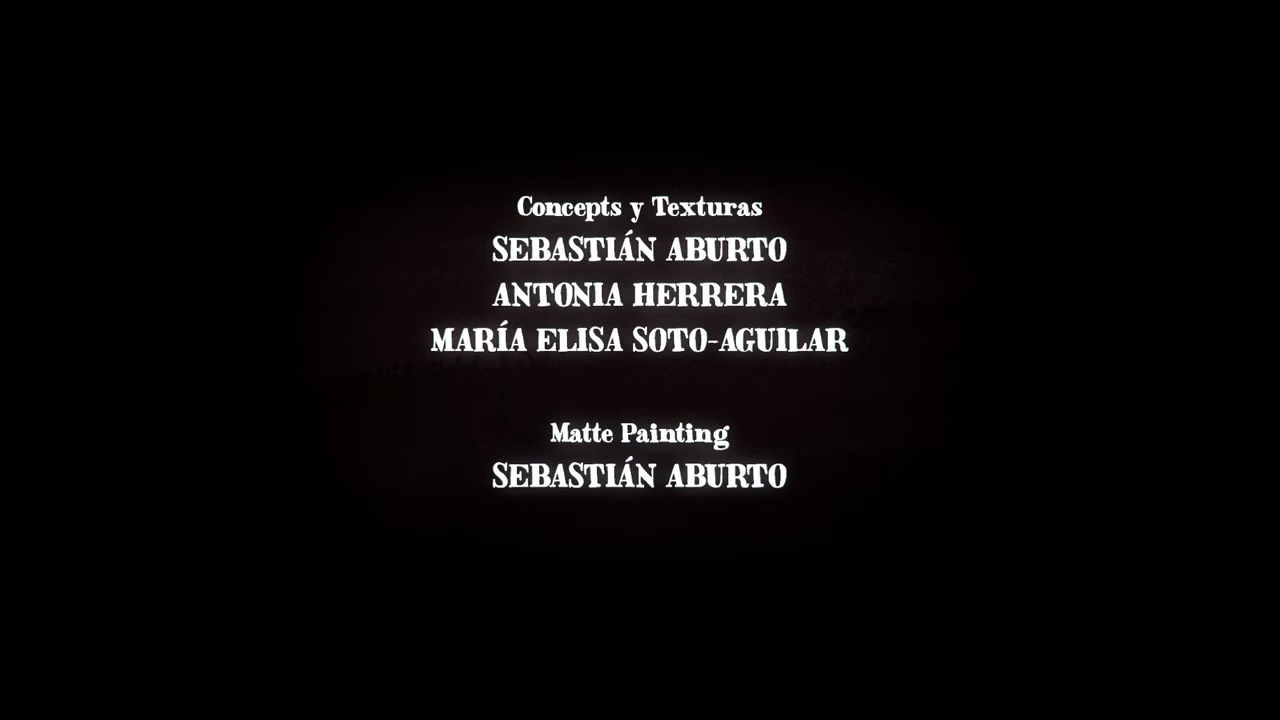 Concepts y Texturas
SEBASTIÁN ABURTO
ANTONIA HERRERA
MARÍA ELISA SOTO-AGUILAR
Matte Painting
SEBASTIÁN ABURTO